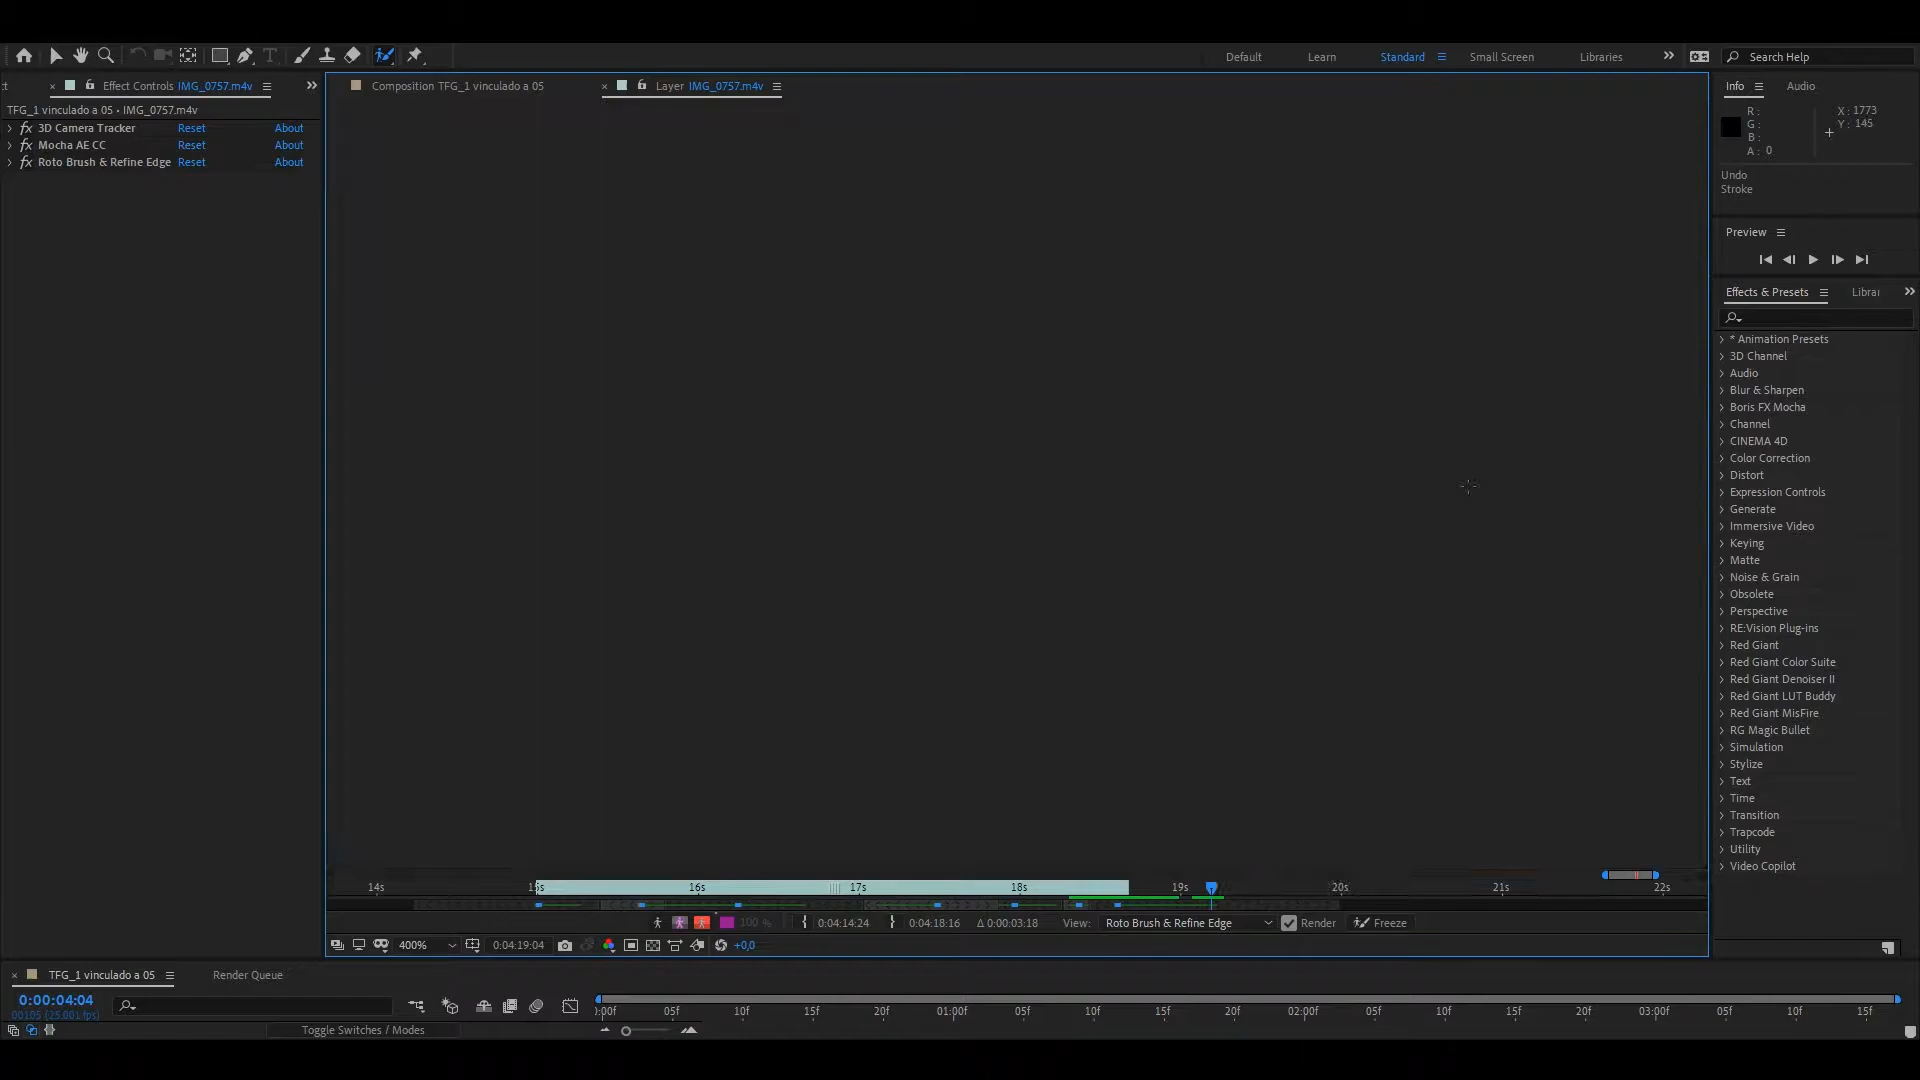 Default
Learn
Standard
Small Screen
Libraries
Search Help
Effect Controls IMG_0757.m4v
Composition TFG_1 vinculado a 05
Layer IMG_0757.m4v
Info
Audio
TFG_1 vinculado a 05 • IMG_0757.m4v
3D Camera Tracker Reset About
Mocha AE CC Reset About
Roto Brush & Refine Edge Reset About
R :
G :
B :
A : 0
X : 1773
Y : 145
Undo
Stroke
Preview
Effects & Presets
Librar
* Animation Presets
3D Channel
Audio
Blur & Sharpen
Boris FX Mocha
Channel
CINEMA 4D
Color Correction
Distort
Expression Controls
Generate
Immersive Video
Keying
Matte
Noise & Grain
Obsolete
Perspective
RE:Vision Plug-ins
Red Giant
Red Giant Color Suite
Red Giant Denoiser II
Red Giant LUT Buddy
Red Giant MisFire
RG Magic Bullet
Simulation
Stylize
Text
Time
Transition
Trapcode
Utility
Video Copilot
14s 15s 16s 17s 18s 19s 20s 21s 22s
100 % 0:04:14:24 0:04:18:16 Δ 0:00:03:18 View: Roto Brush & Refine Edge Render Freeze
400% 0:04:19:04 +0,0
TFG_1 vinculado a 05
Render Queue
0:00:04:04
00105 (25.001 fps)
:00f 05f 10f 15f 20f 01:00f 05f 10f 15f 20f 02:00f 05f 10f 15f 20f 03:00f 05f 10f 15f
Toggle Switches / Modes